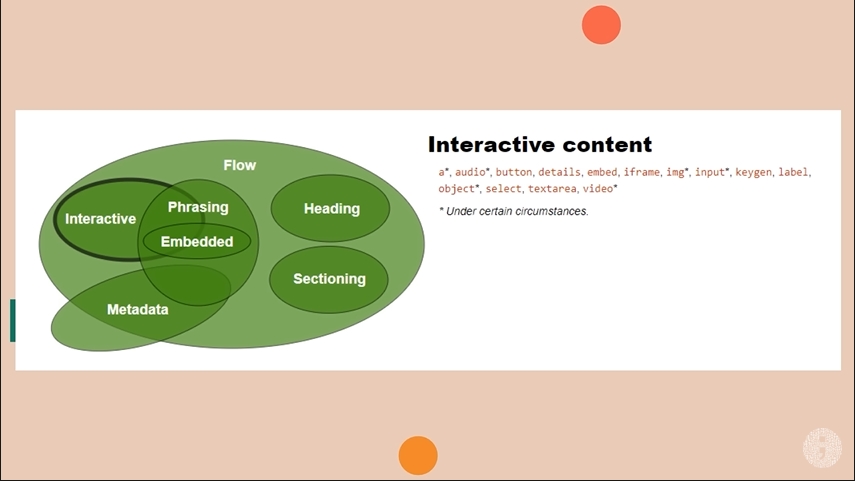 Flow
Interactive
Phrasing
Heading
Embedded
Sectioning
Metadata
Interactive content
a*, audio*, button, details, embed, iframe, img*, input*, keygen, label,
object*, select, textarea, video*
* Under certain circumstances.